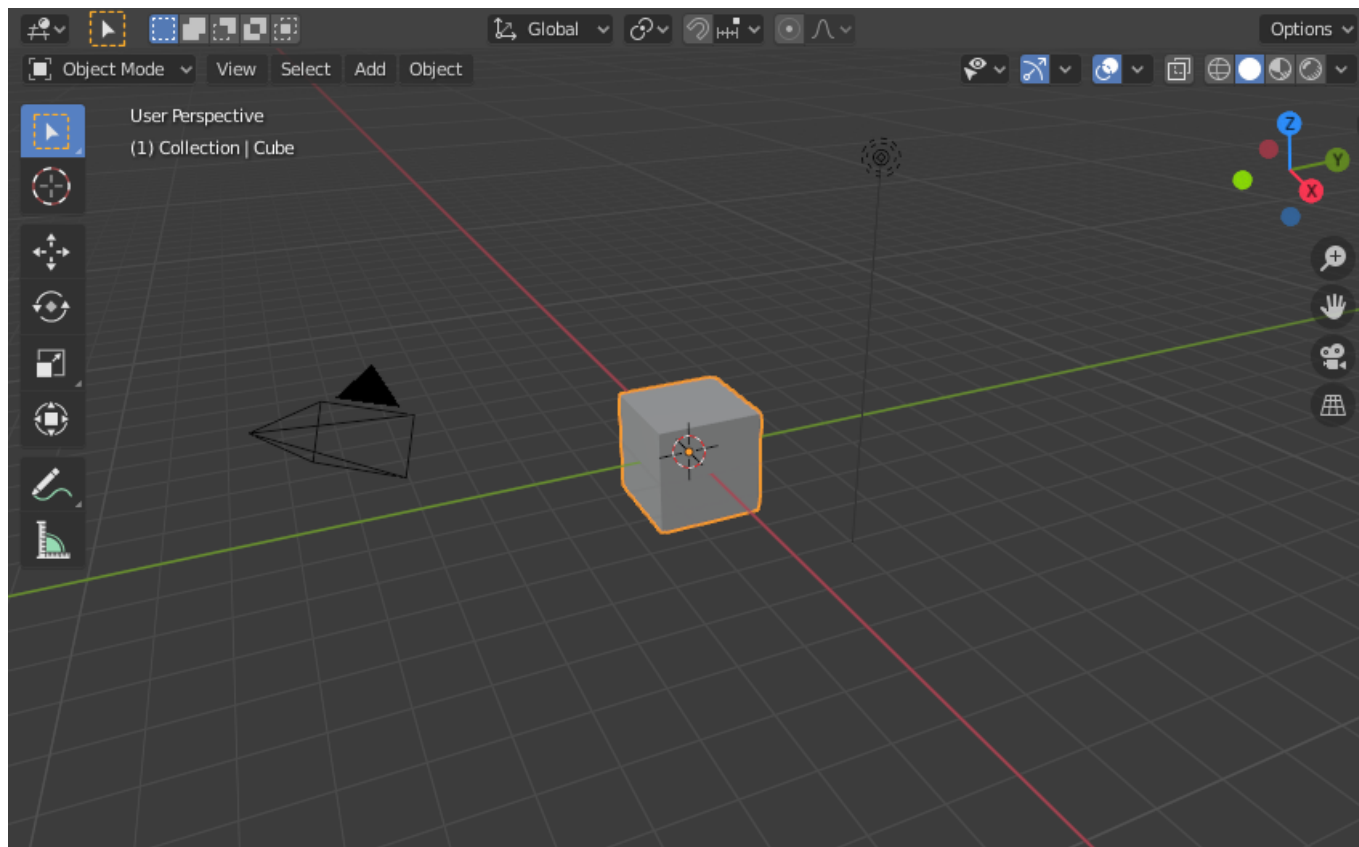 Global
Options
Object Mode View Select Add Object
User Perspective
(1) Collection | Cube
Z
Y
X